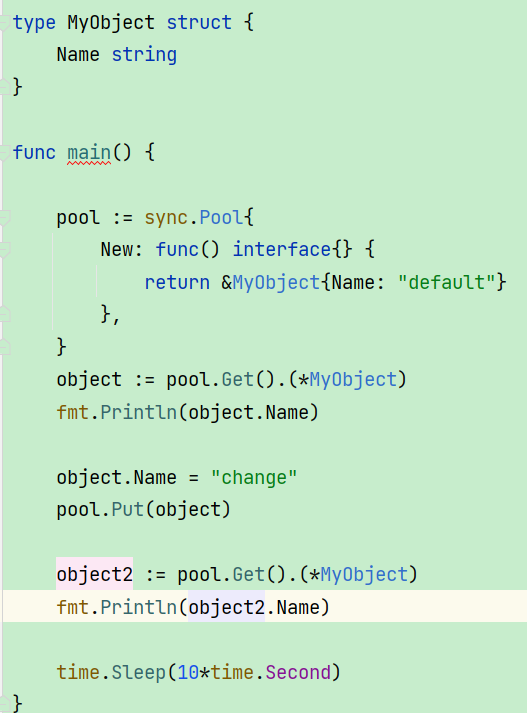 type MyObject struct {
    Name string
}
func main() {
    pool := sync.Pool{
        New: func() interface{} {
            return &MyObject{Name: "default"}
        },
    }
    object := pool.Get().(*MyObject)
    fmt.Println(object.Name)
    object.Name = "change"
    pool.Put(object)
    object2 := pool.Get().(*MyObject)
    fmt.Println(object2.Name)
    time.Sleep(10*time.Second)
}